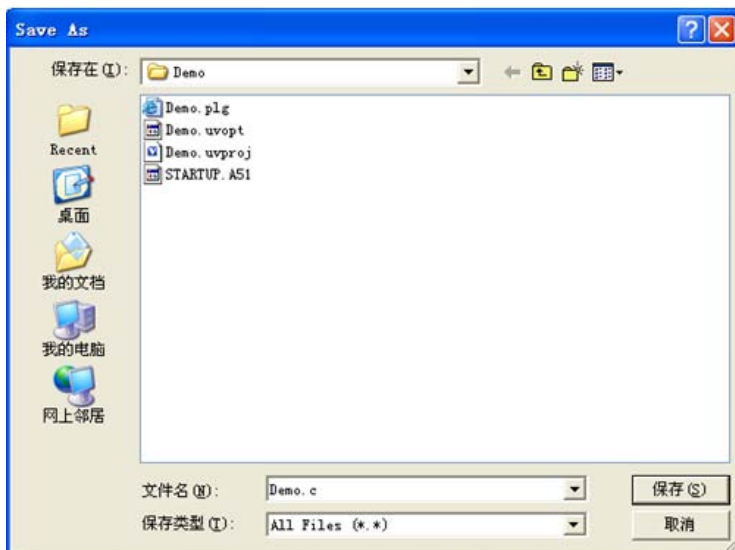 Save As
保存在(I):
Demo
Recent
桌面
我的文档
我的电脑
网上邻居
Demo.plg
Demo.uvopt
Demo.uvproj
STARTUP.A51
文件名(N):
Demo.c
保存(S)
保存类型(T):
All Files (*.*)
取消